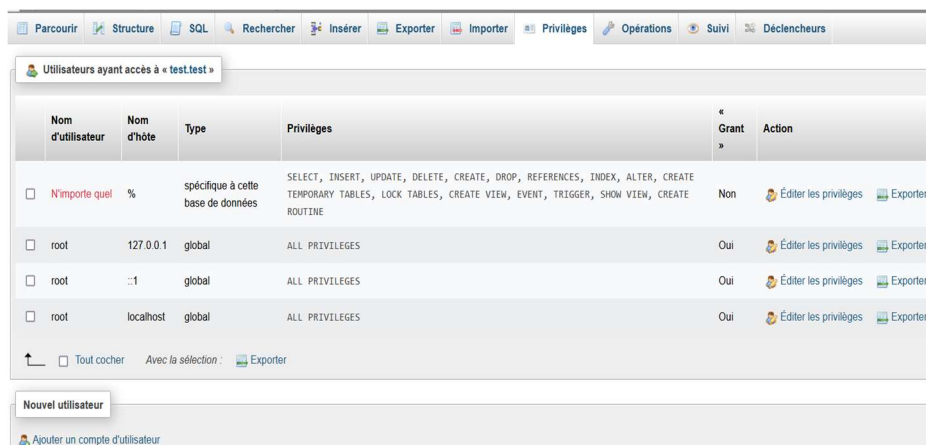 Parcourir Structure SQL Rechercher Insérer Exporter Importer Privilèges Opérations Suivi Déclencheurs
Utilisateurs ayant accès à « test.test »
Nom d'utilisateur Nom d'hôte Type Privilèges « Grant » Action
N'importe quel % spécifique à cette base de données SELECT, INSERT, UPDATE, DELETE, CREATE, DROP, REFERENCES, INDEX, ALTER, CREATE TEMPORARY TABLES, LOCK TABLES, CREATE VIEW, EVENT, TRIGGER, SHOW VIEW, CREATE ROUTINE Non Éditer les privilèges Exporter
root 127.0.0.1 global ALL PRIVILEGES Oui Éditer les privilèges Exporter
root ::1 global ALL PRIVILEGES Oui Éditer les privilèges Exporter
root localhost global ALL PRIVILEGES Oui Éditer les privilèges Exporter
Tout cocher Avec la sélection : Exporter
Nouvel utilisateur
Ajouter un compte d'utilisateur